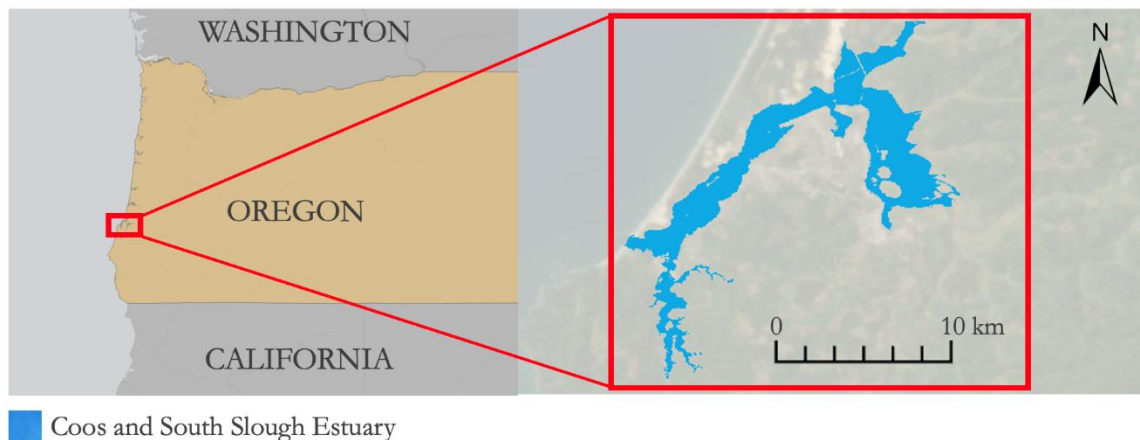 WASHINGTON
OREGON
CALIFORNIA
N
0 10 km
Coos and South Slough Estuary